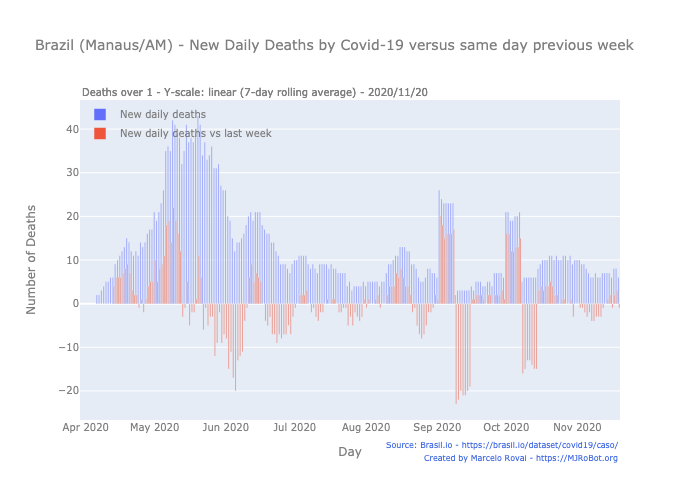 Brazil (Manaus/AM) - New Daily Deaths by Covid-19 versus same day previous week
Deaths over 1 - Y-scale: linear (7-day rolling average) - 2020/11/20
New daily deaths
New daily deaths vs last week
40
30
20
10
0
−10
−20
Number of Deaths
Apr 2020 May 2020 Jun 2020 Jul 2020 Aug 2020 Sep 2020 Oct 2020 Nov 2020
Day
Source: Brasil.io - https://brasil.io/dataset/covid19/caso/
Created by Marcelo Rovai - https://MJRoBot.org